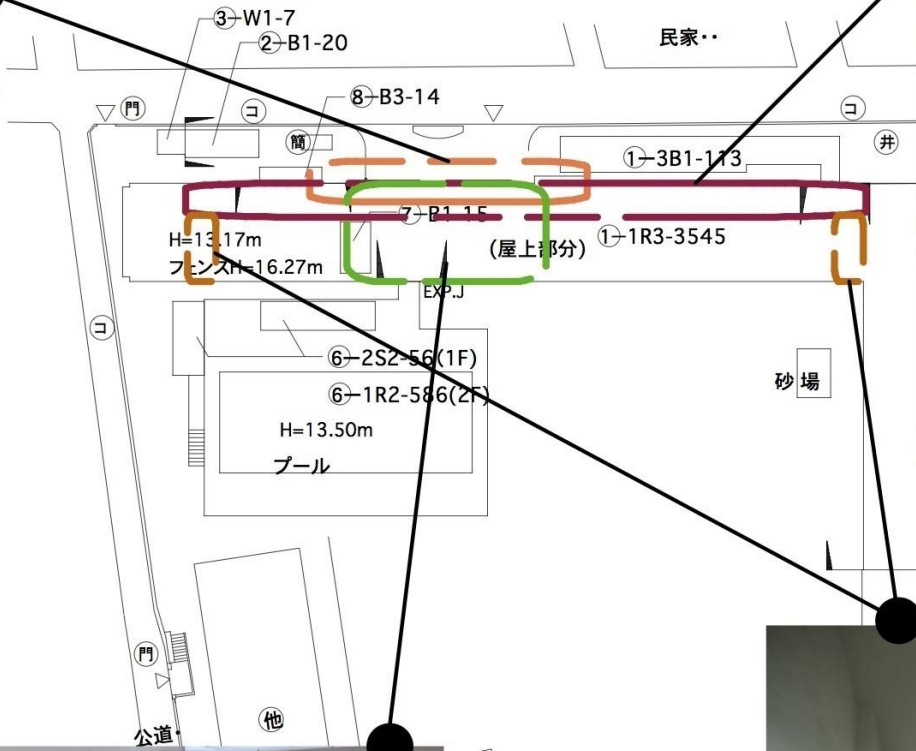 ③-W1-7
②-B1-20
民家‥
⑧-B3-14
門
コ
コ
簡
井
①-3B1-113
⑦-B1-15
H=13.17m
(屋上部分)
①-1R3-3545
フェンスH=16.27m
EXP.J
コ
⑥-2S2-56(1F)
砂場
⑥-1R2-586(2F)
H=13.50m
プール
門
他
公道・